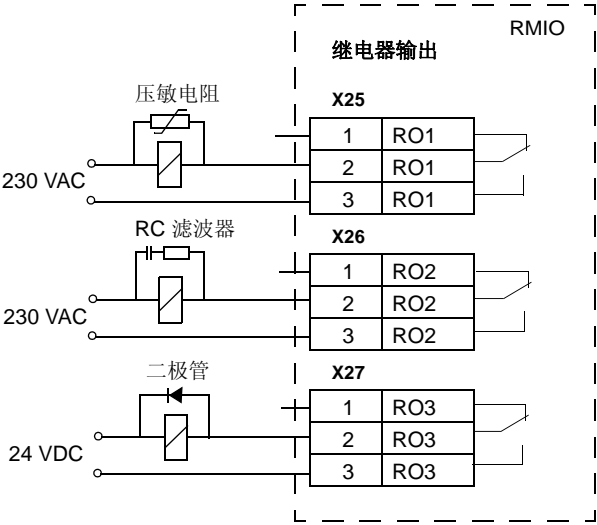 RMIO
继电器输出
压敏电阻
X25
1 RO1
2 RO1
3 RO1
230 VAC
RC 滤波器
X26
1 RO2
2 RO2
3 RO2
230 VAC
二极管
X27
1 RO3
2 RO3
3 RO3
24 VDC